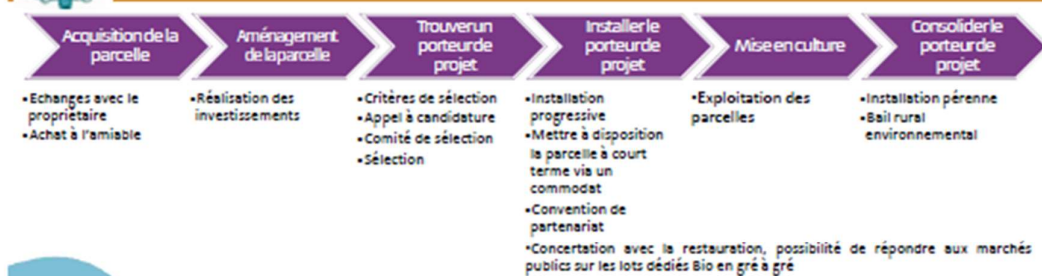 Acquisition de la
parcelle
Aménagement
de la parcelle
Trouver un
porteur de
projet
Installer le
porteur de
projet
Mise en culture
Consolider le
porteur de
projet
•Echanges avec le
propriétaire
•Achat à l'amiable
•Réalisation des
investissements
•Critères de sélection
•Appel à candidature
•Comité de sélection
•Sélection
•Installation
progressive
•Mettre à disposition
la parcelle à court
terme via un
commodat
•Convention de
partenariat
•Concertation avec la restauration, possibilité de répondre aux marchés
publics sur les lots dédiés Bio en gré à gré
•Exploitation des
parcelles
•Installation pérenne
•Bail rural
environnemental